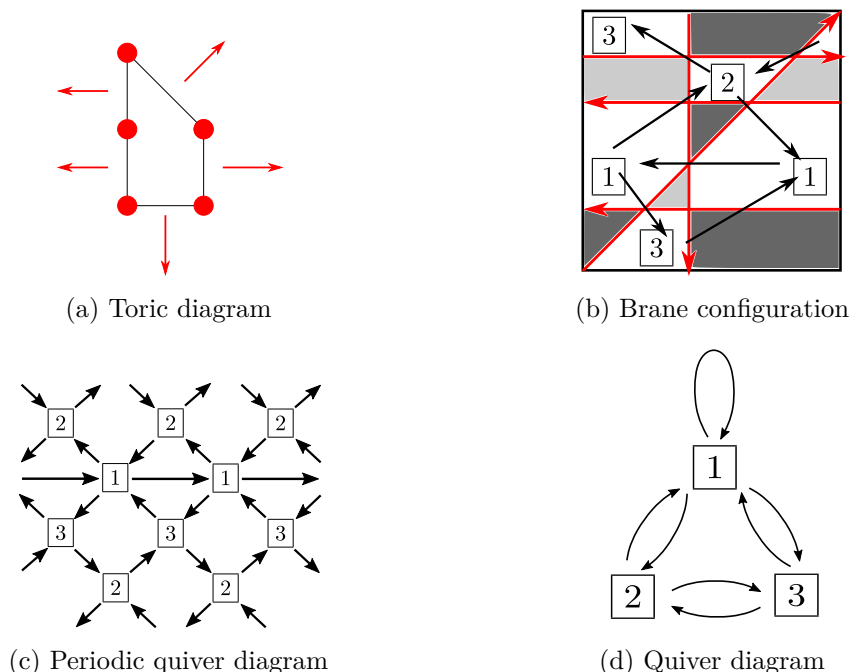 3
2
1 1
3
(a) Toric diagram
(b) Brane configuration
2 2 2
1 1
3 3 3
2 2
1
2 3
(c) Periodic quiver diagram
(d) Quiver diagram